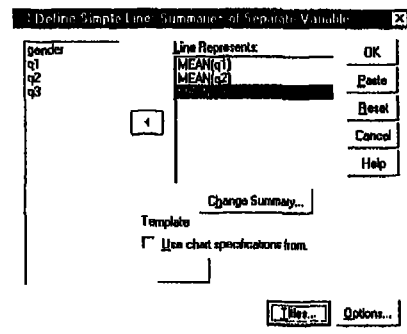 Define Simple Line: Summaries of Separate Variable
gender
q1
q2
q3
Line Represents:
MEAN(q1)
MEAN(q2)
OK
Paste
Reset
Cancel
Help
Change Summary...
Template
Use chart specifications from:
Titles...
Options...